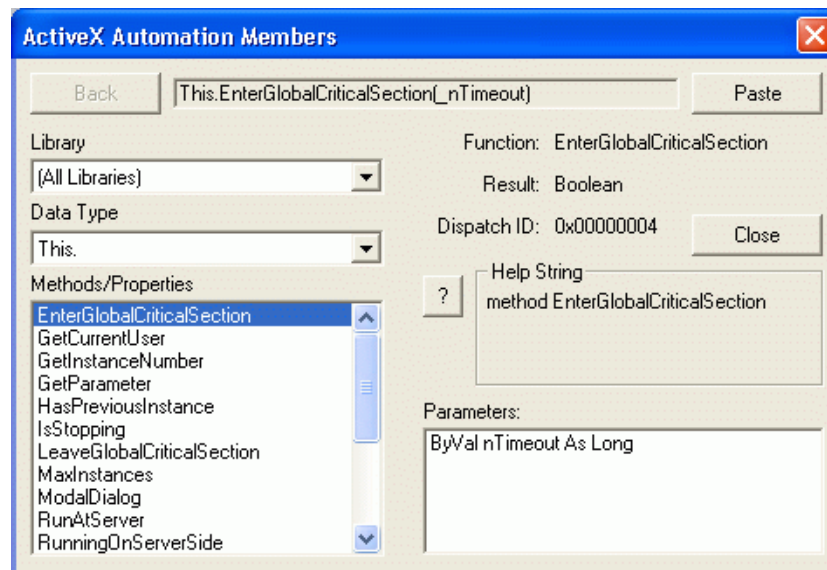 ActiveX Automation Members
Back
This.EnterGlobalCriticalSection(_nTimeout)
Paste
Library
(All Libraries)
Data Type
This.
Methods/Properties
EnterGlobalCriticalSection
GetCurrentUser
GetInstanceNumber
GetParameter
HasPreviousInstance
IsStopping
LeaveGlobalCriticalSection
MaxInstances
ModalDialog
RunAtServer
RunningOnServerSide
Function: EnterGlobalCriticalSection
Result: Boolean
Dispatch ID: 0x00000004
Close
?
Help String
method EnterGlobalCriticalSection
Parameters:
ByVal nTimeout As Long